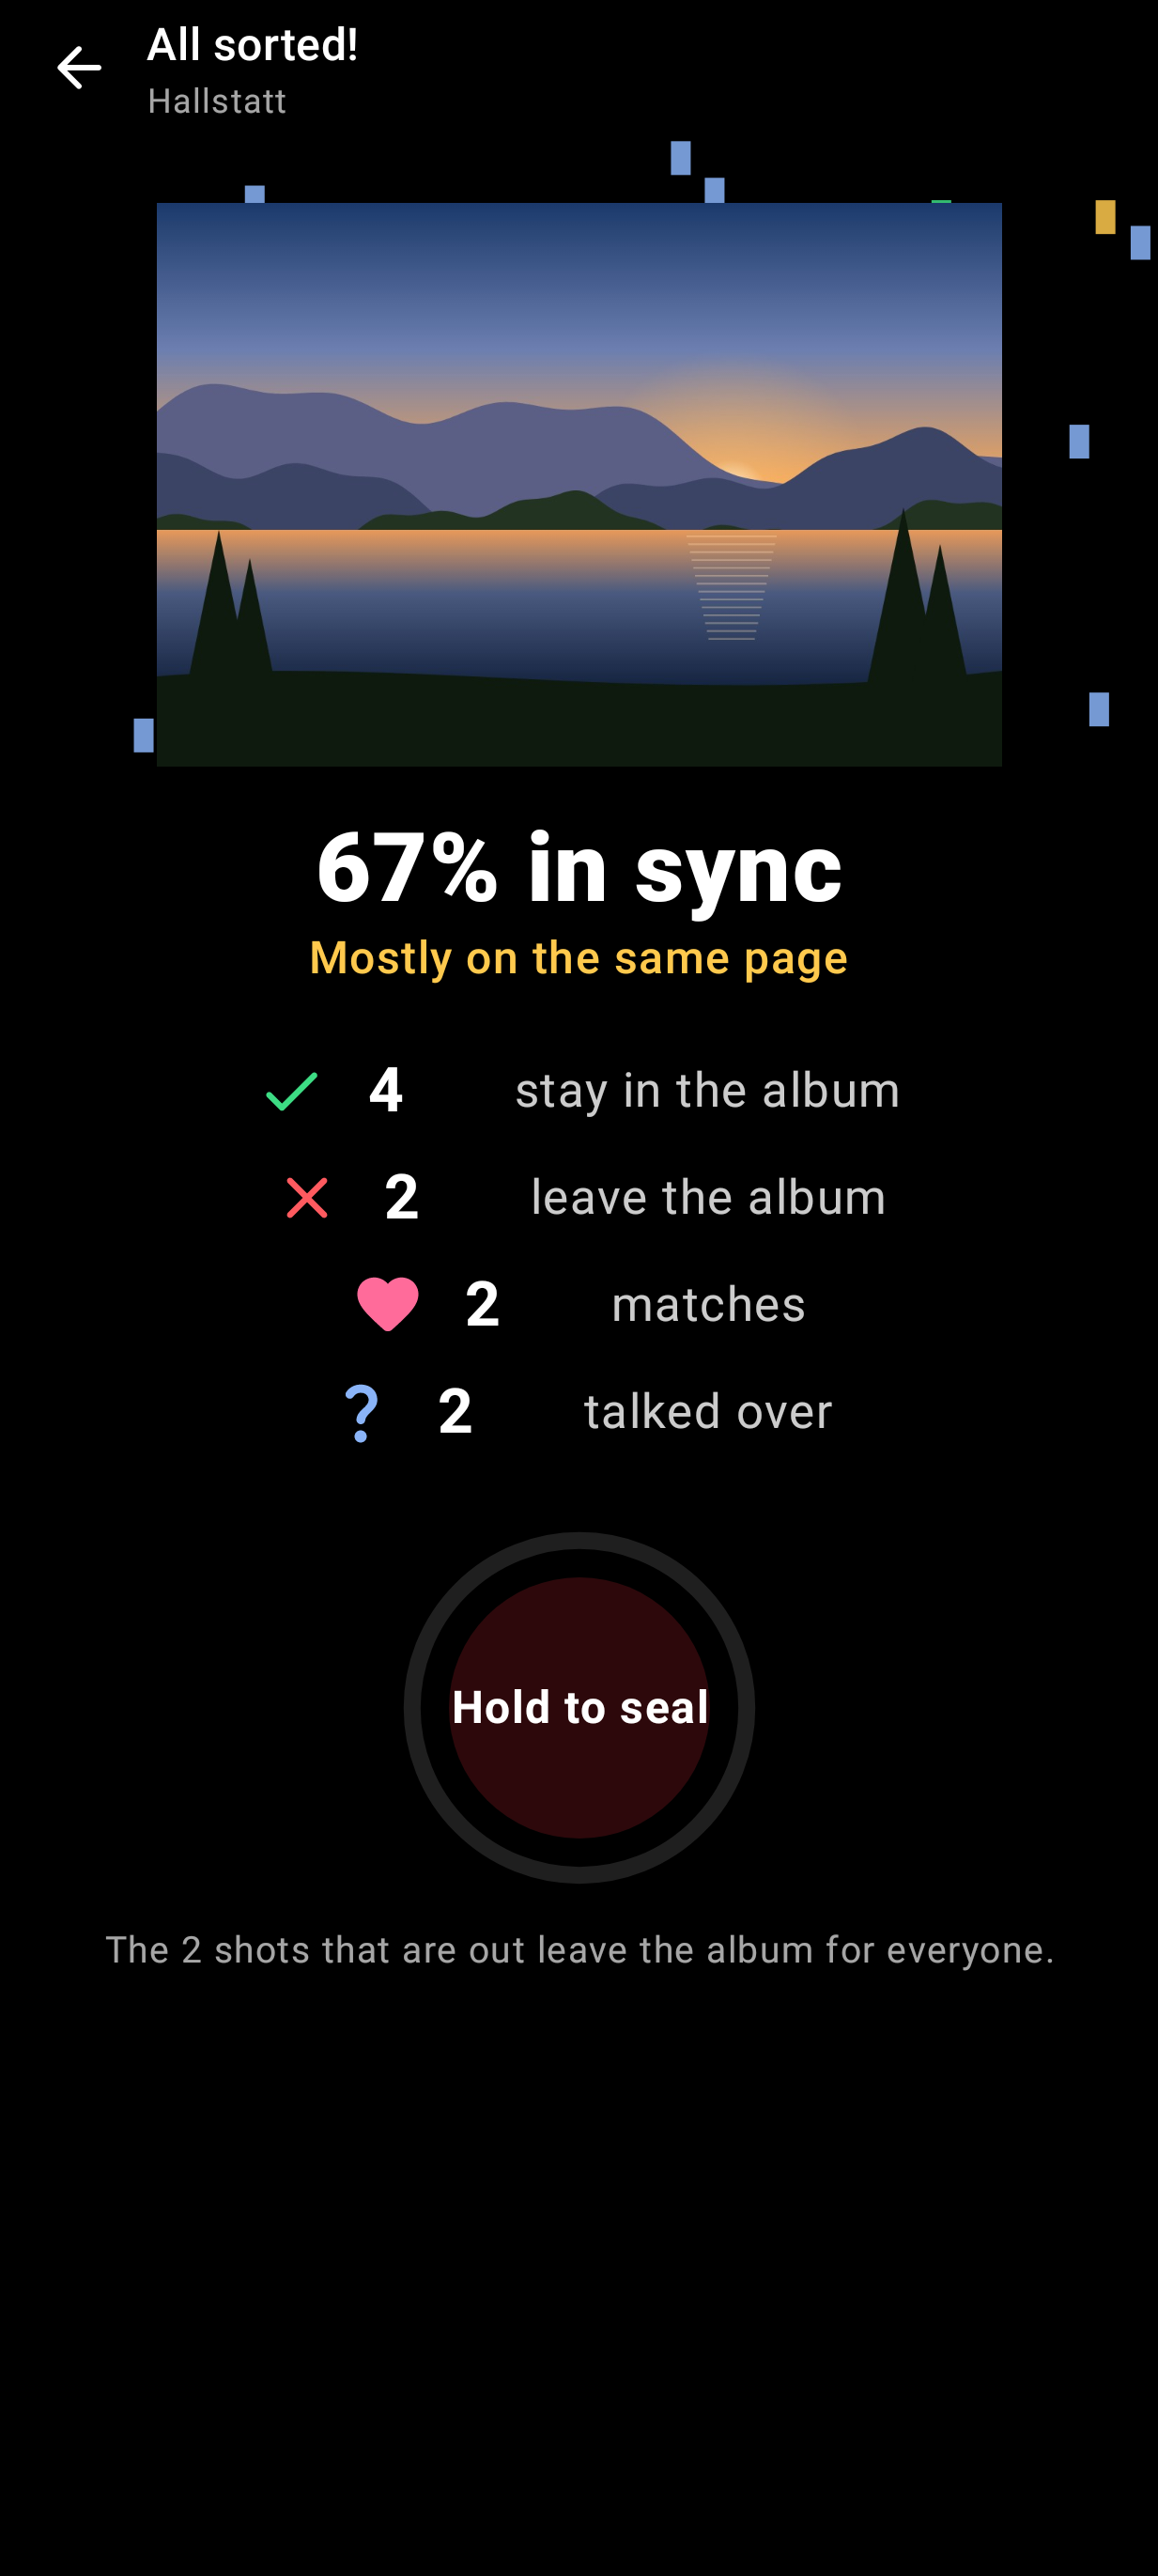 All sorted!
Hallstatt
67% in sync
Mostly on the same page
4 stay in the album
2 leave the album
2 matches
? 2 talked over
Hold to seal
The 2 shots that are out leave the album for everyone.